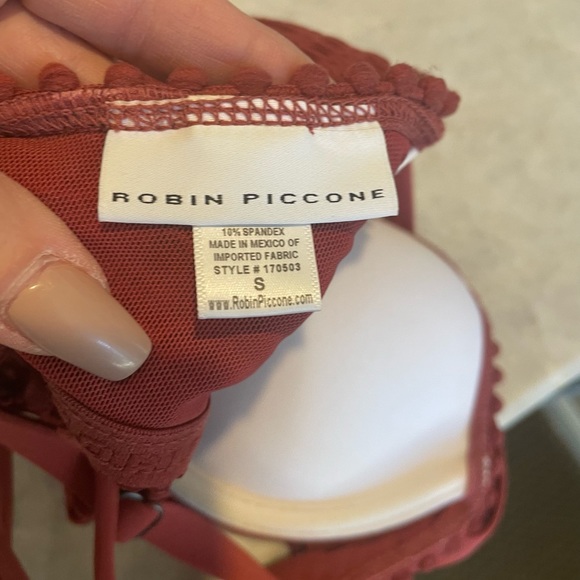 ROBIN PICCONE
10% SPANDEX
MADE IN MEXICO OF
IMPORTED FABRIC
STYLE # 170503
S
www.RobinPiccone.com